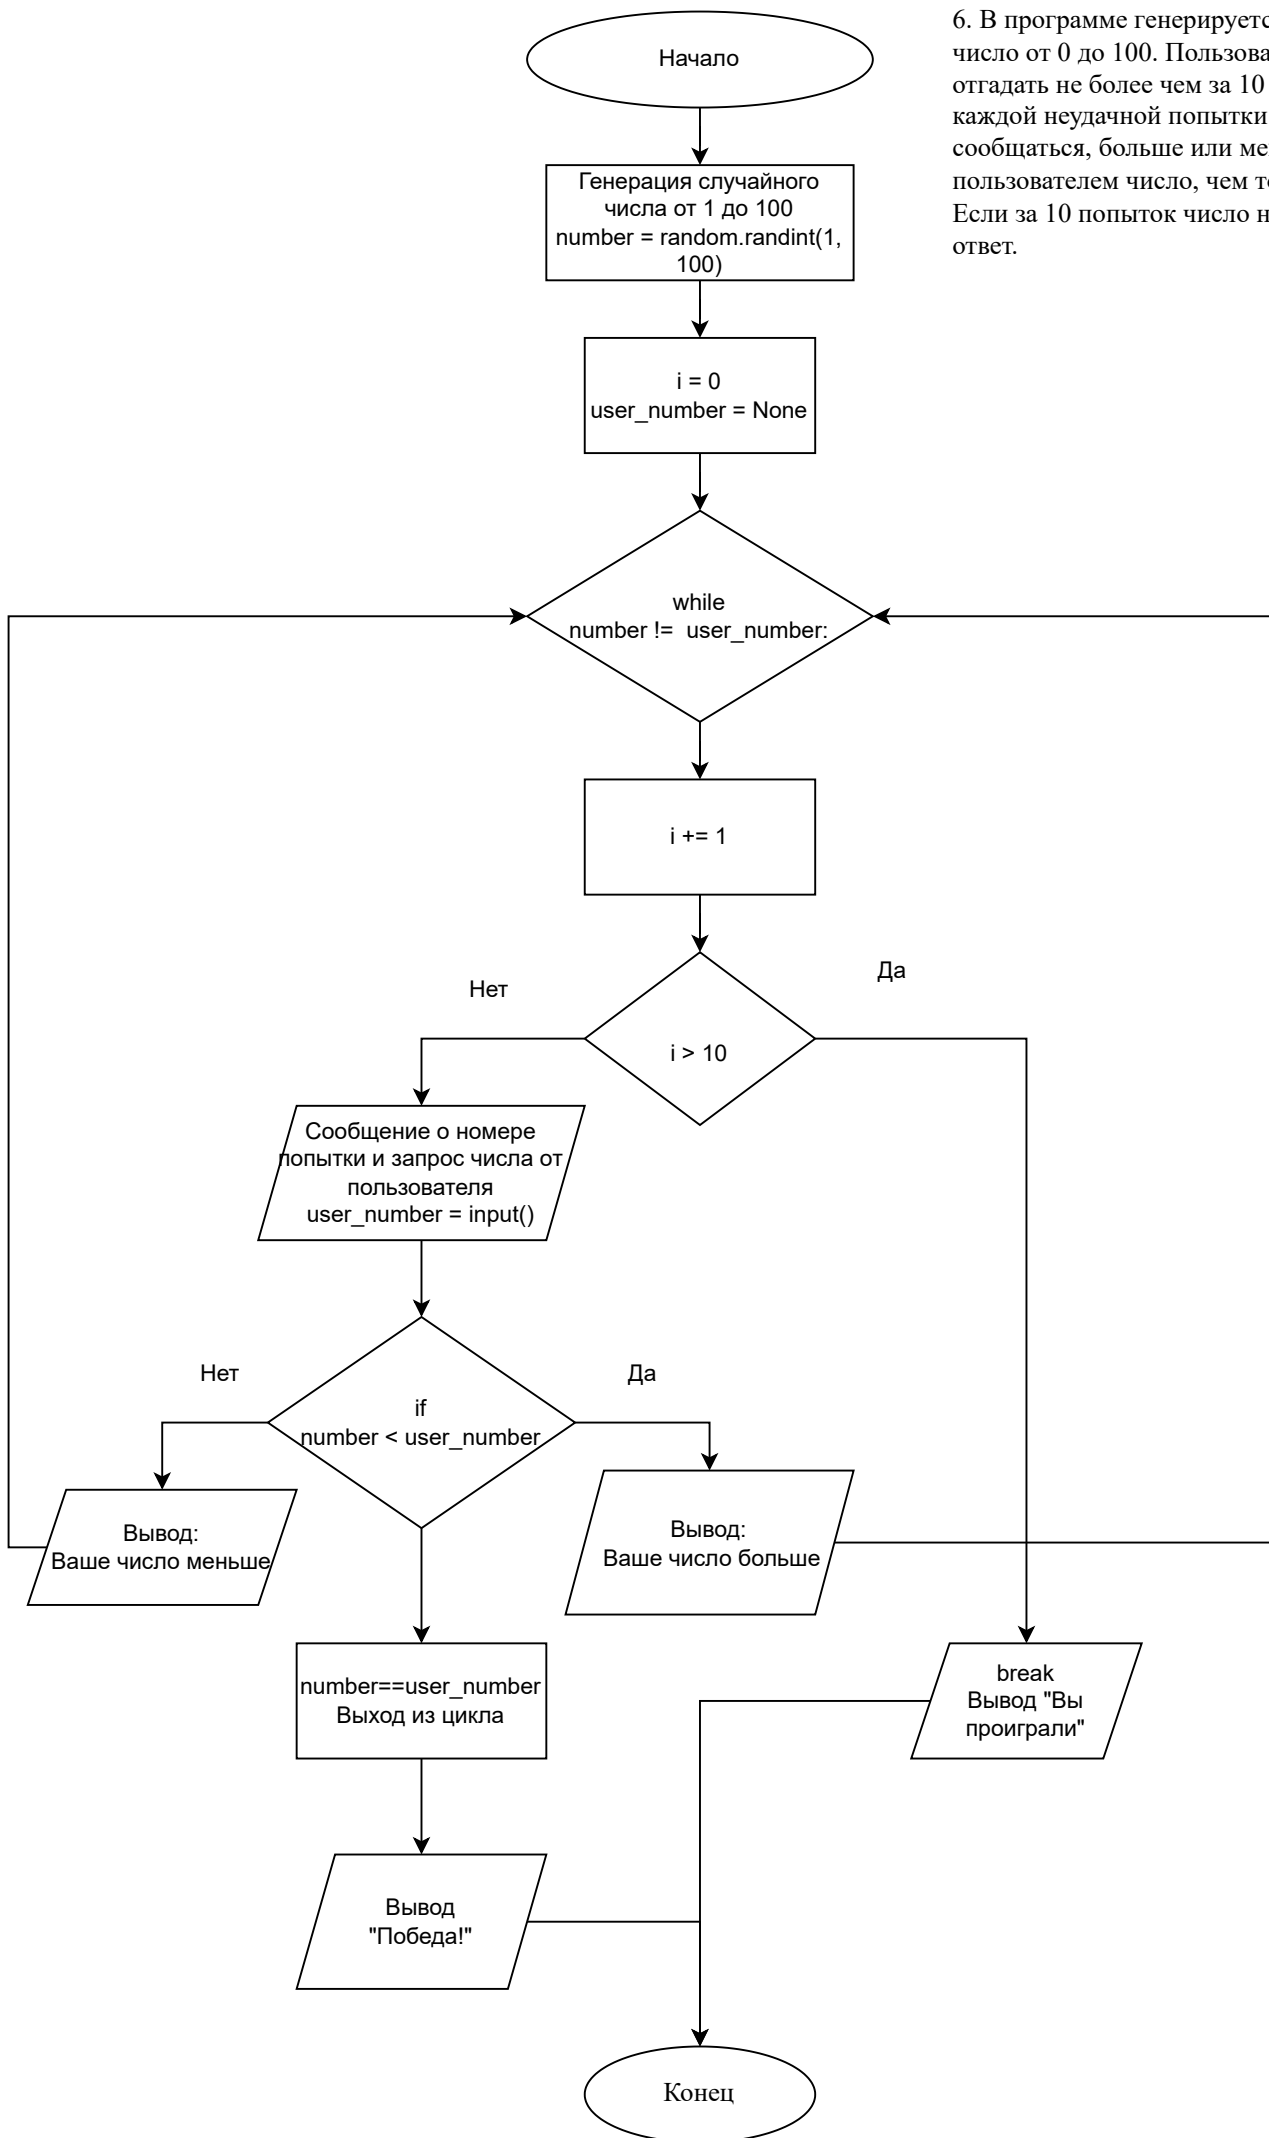 Начало
6. В программе генерируется
число от 0 до 100.
отгадать не более чем за 10
каждой неудачной попытки
сообщаться, больше или
пользователем число, чем
Если за 10 попыток число
ответ.
Генерация случайного
числа от 1 до 100
number = random.randint(1,
100)
i = 0
user_number = None
while
number != user_number:
i += 1
Нет
Да
i > 10
Сообщение о номере
попытки и запрос числа от
пользователя
user_number = input()
Нет
Да
if
number < user_number
Вывод:
Ваше число меньше
Вывод:
Ваше число больше
number==user_number
Выход из цикла
break
Вывод "Вы
проиграли"
Вывод
"Победа!"
Конец